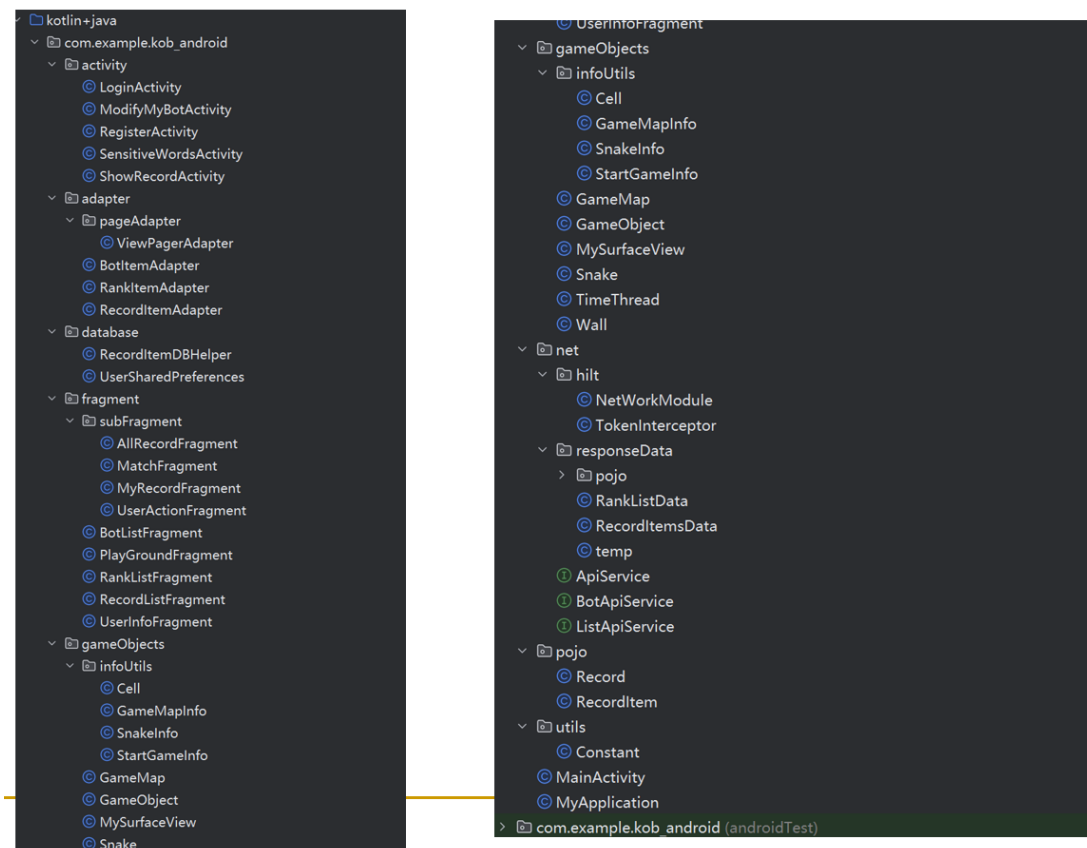 kotlin+java
com.example.kob_android
activity
LoginActivity
ModifyMyBotActivity
RegisterActivity
SensitiveWordsActivity
ShowRecordActivity
adapter
pageAdapter
ViewPagerAdapter
BotItemAdapter
RankItemAdapter
RecordItemAdapter
database
RecordItemDBHelper
UserSharedPreferences
fragment
subFragment
AllRecordFragment
MatchFragment
MyRecordFragment
UserActionFragment
BotListFragment
PlayGroundFragment
RankListFragment
RecordListFragment
UserInfoFragment
gameObjects
infoUtils
Cell
GameMapInfo
SnakeInfo
StartGameInfo
GameMap
GameObject
MySurfaceView
Snake
UserInfoFragment
gameObjects
infoUtils
Cell
GameMapInfo
SnakeInfo
StartGameInfo
GameMap
GameObject
MySurfaceView
Snake
TimeThread
Wall
net
hilt
NetWorkModule
TokenInterceptor
responseData
pojo
RankListData
RecordItemsData
temp
ApiService
BotApiService
ListApiService
pojo
Record
RecordItem
utils
Constant
MainActivity
MyApplication
com.example.kob_android (androidTest)